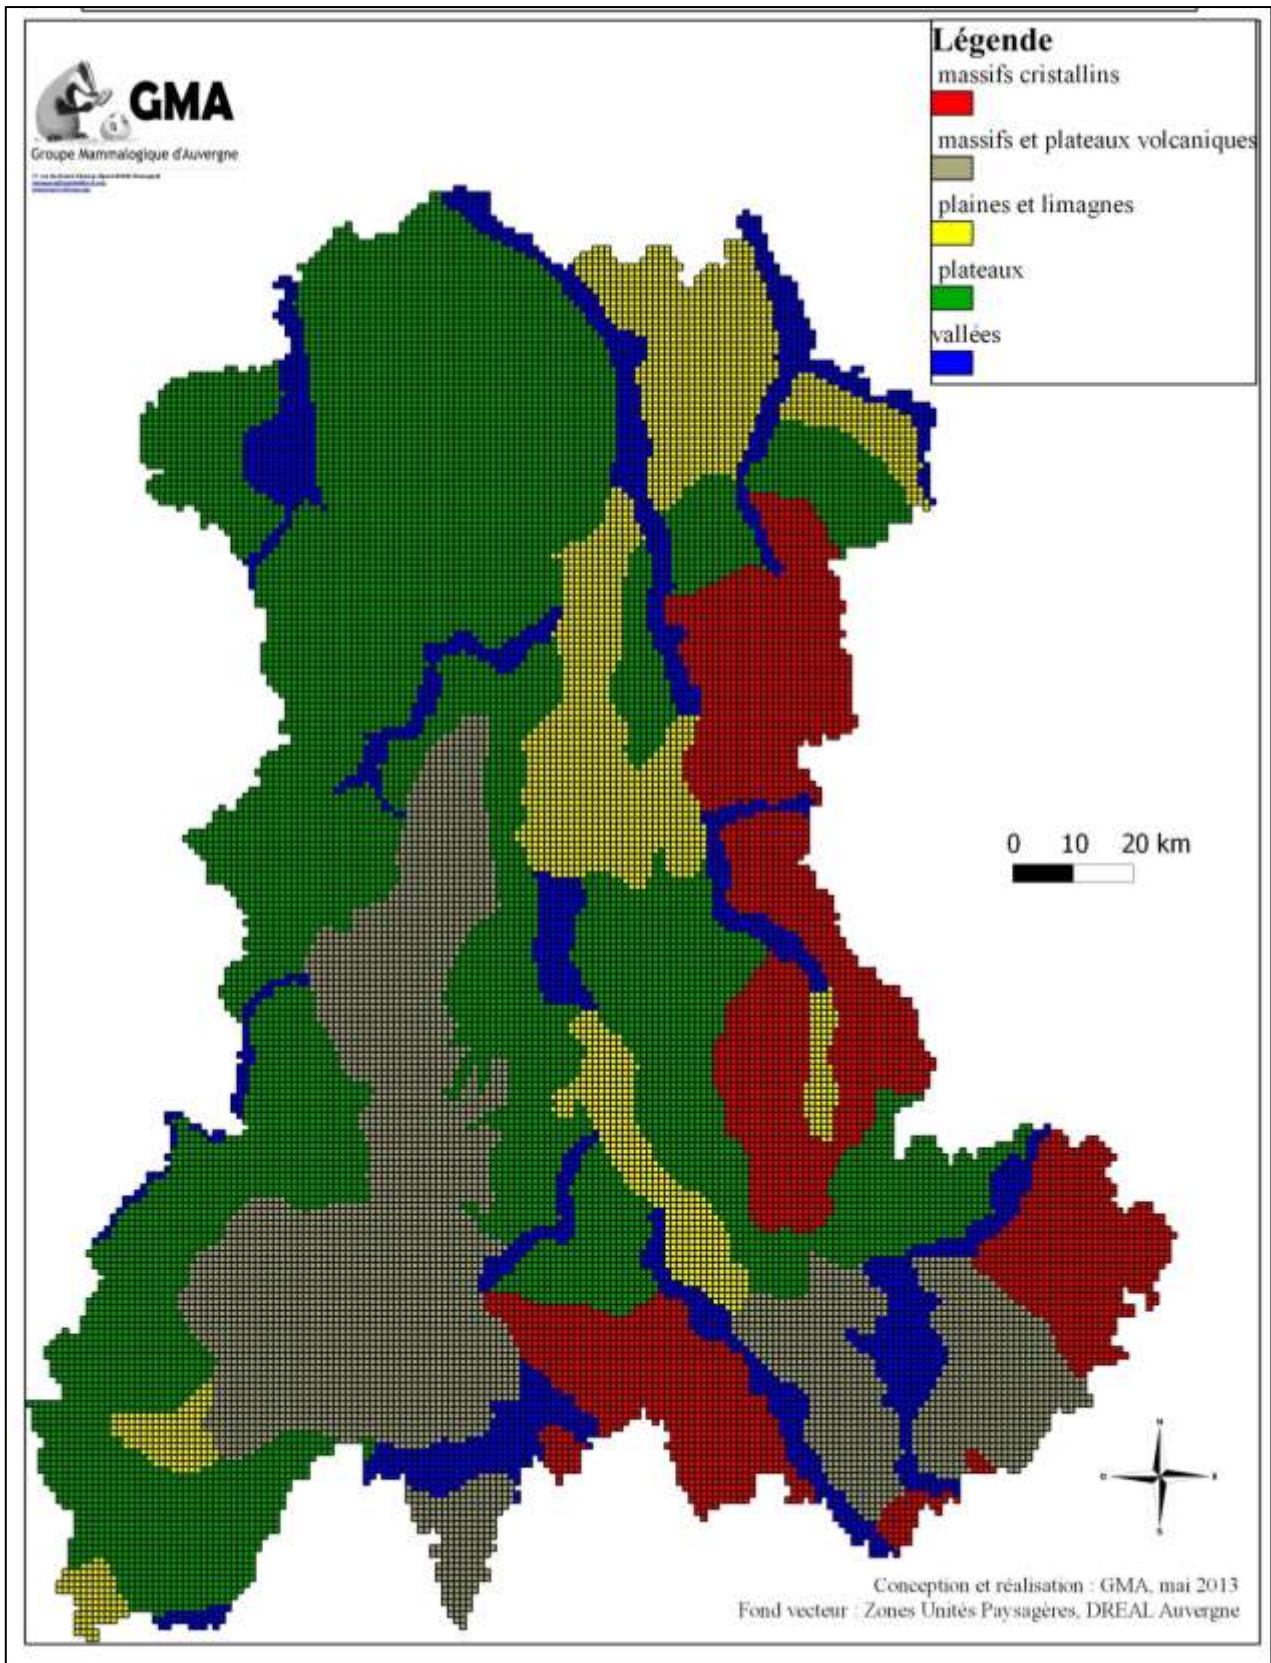 GMA
Groupe Mammalogique d'Auvergne
Légende
massifs cristallins
massifs et plateaux volcaniques
plaines et limagnes
plateaux
vallées
0 10 20 km
N
O E
S
Conception et réalisation : GMA, mai 2013
Fond vecteur : Zones Unités Paysagères, DREAL Auvergne